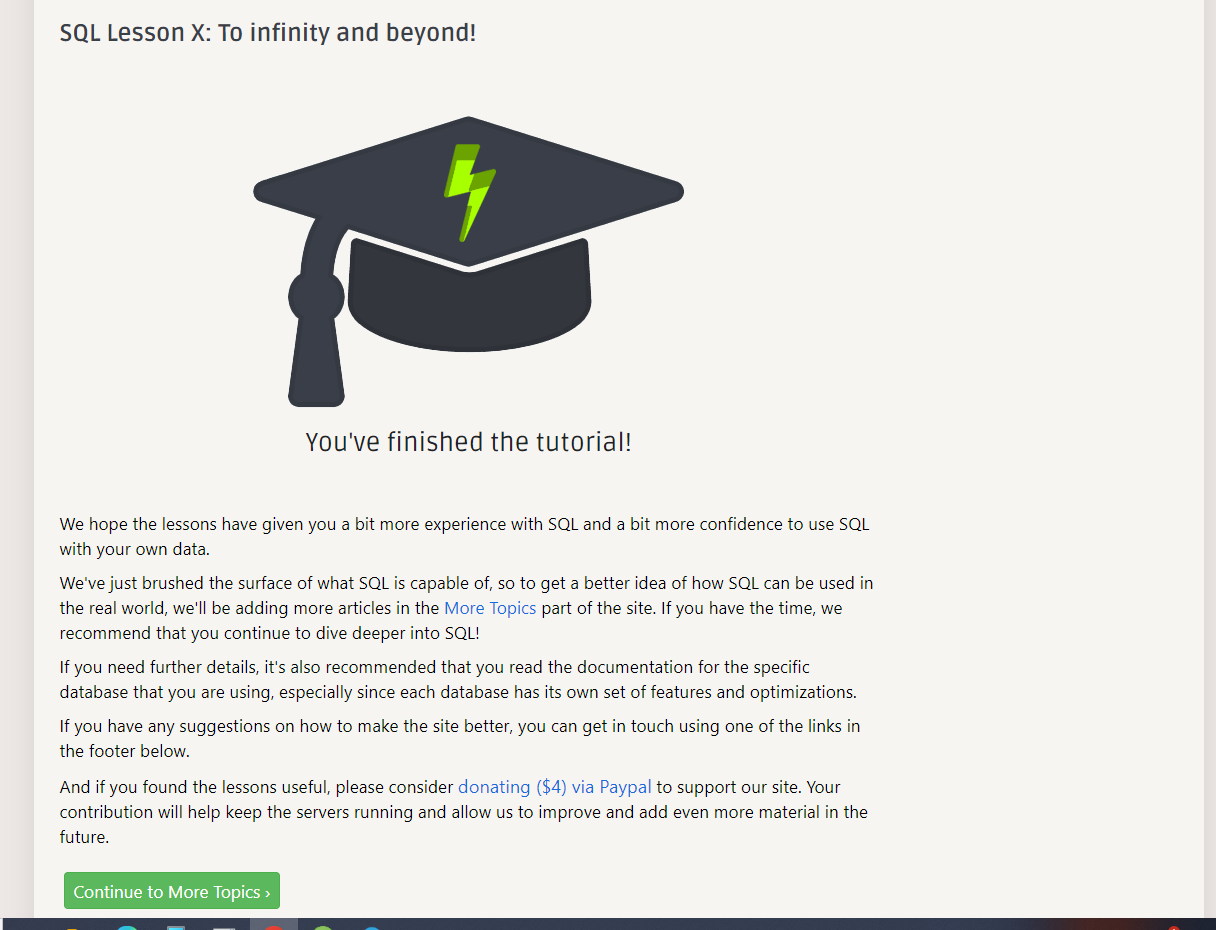 SQL Lesson X: To infinity and beyond!
You've finished the tutorial!
We hope the lessons have given you a bit more experience with SQL and a bit more confidence to use SQL
with your own data.
We've just brushed the surface of what SQL is capable of, so to get a better idea of how SQL can be used in
the real world, we'll be adding more articles in the More Topics part of the site. If you have the time, we
recommend that you continue to dive deeper into SQL!
If you need further details, it's also recommended that you read the documentation for the specific
database that you are using, especially since each database has its own set of features and optimizations.
If you have any suggestions on how to make the site better, you can get in touch using one of the links in
the footer below.
And if you found the lessons useful, please consider donating ($4) via Paypal to support our site. Your
contribution will help keep the servers running and allow us to improve and add even more material in the
future.
Continue to More Topics ›